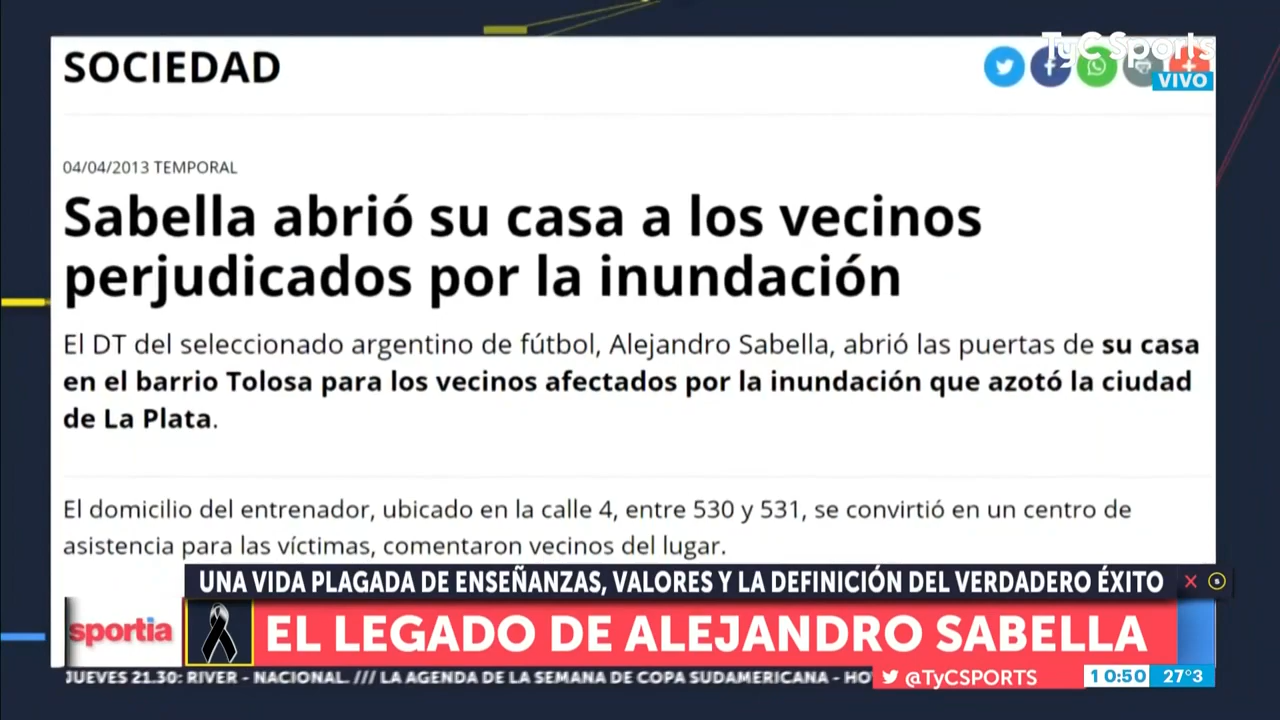 SOCIEDAD
TyC Sports
VIVO
04/04/2013 TEMPORAL
Sabella abrió su casa a los vecinos
perjudicados por la inundación
El DT del seleccionado argentino de fútbol, Alejandro Sabella, abrió las puertas de su casa
en el barrio Tolosa para los vecinos afectados por la inundación que azotó la ciudad
de La Plata.
El domicilio del entrenador, ubicado en la calle 4, entre 530 y 531, se convirtió en un centro de
asistencia para las víctimas, comentaron vecinos del lugar.
UNA VIDA PLAGADA DE ENSEÑANZAS, VALORES Y LA DEFINICIÓN DEL VERDADERO ÉXITO
sportia
EL LEGADO DE ALEJANDRO SABELLA
JUEVES 21.30: RIVER - NACIONAL. /// LA AGENDA DE LA SEMANA DE COPA SUDAMERICANA - HO
@TyCSPORTS
10:50
27°3